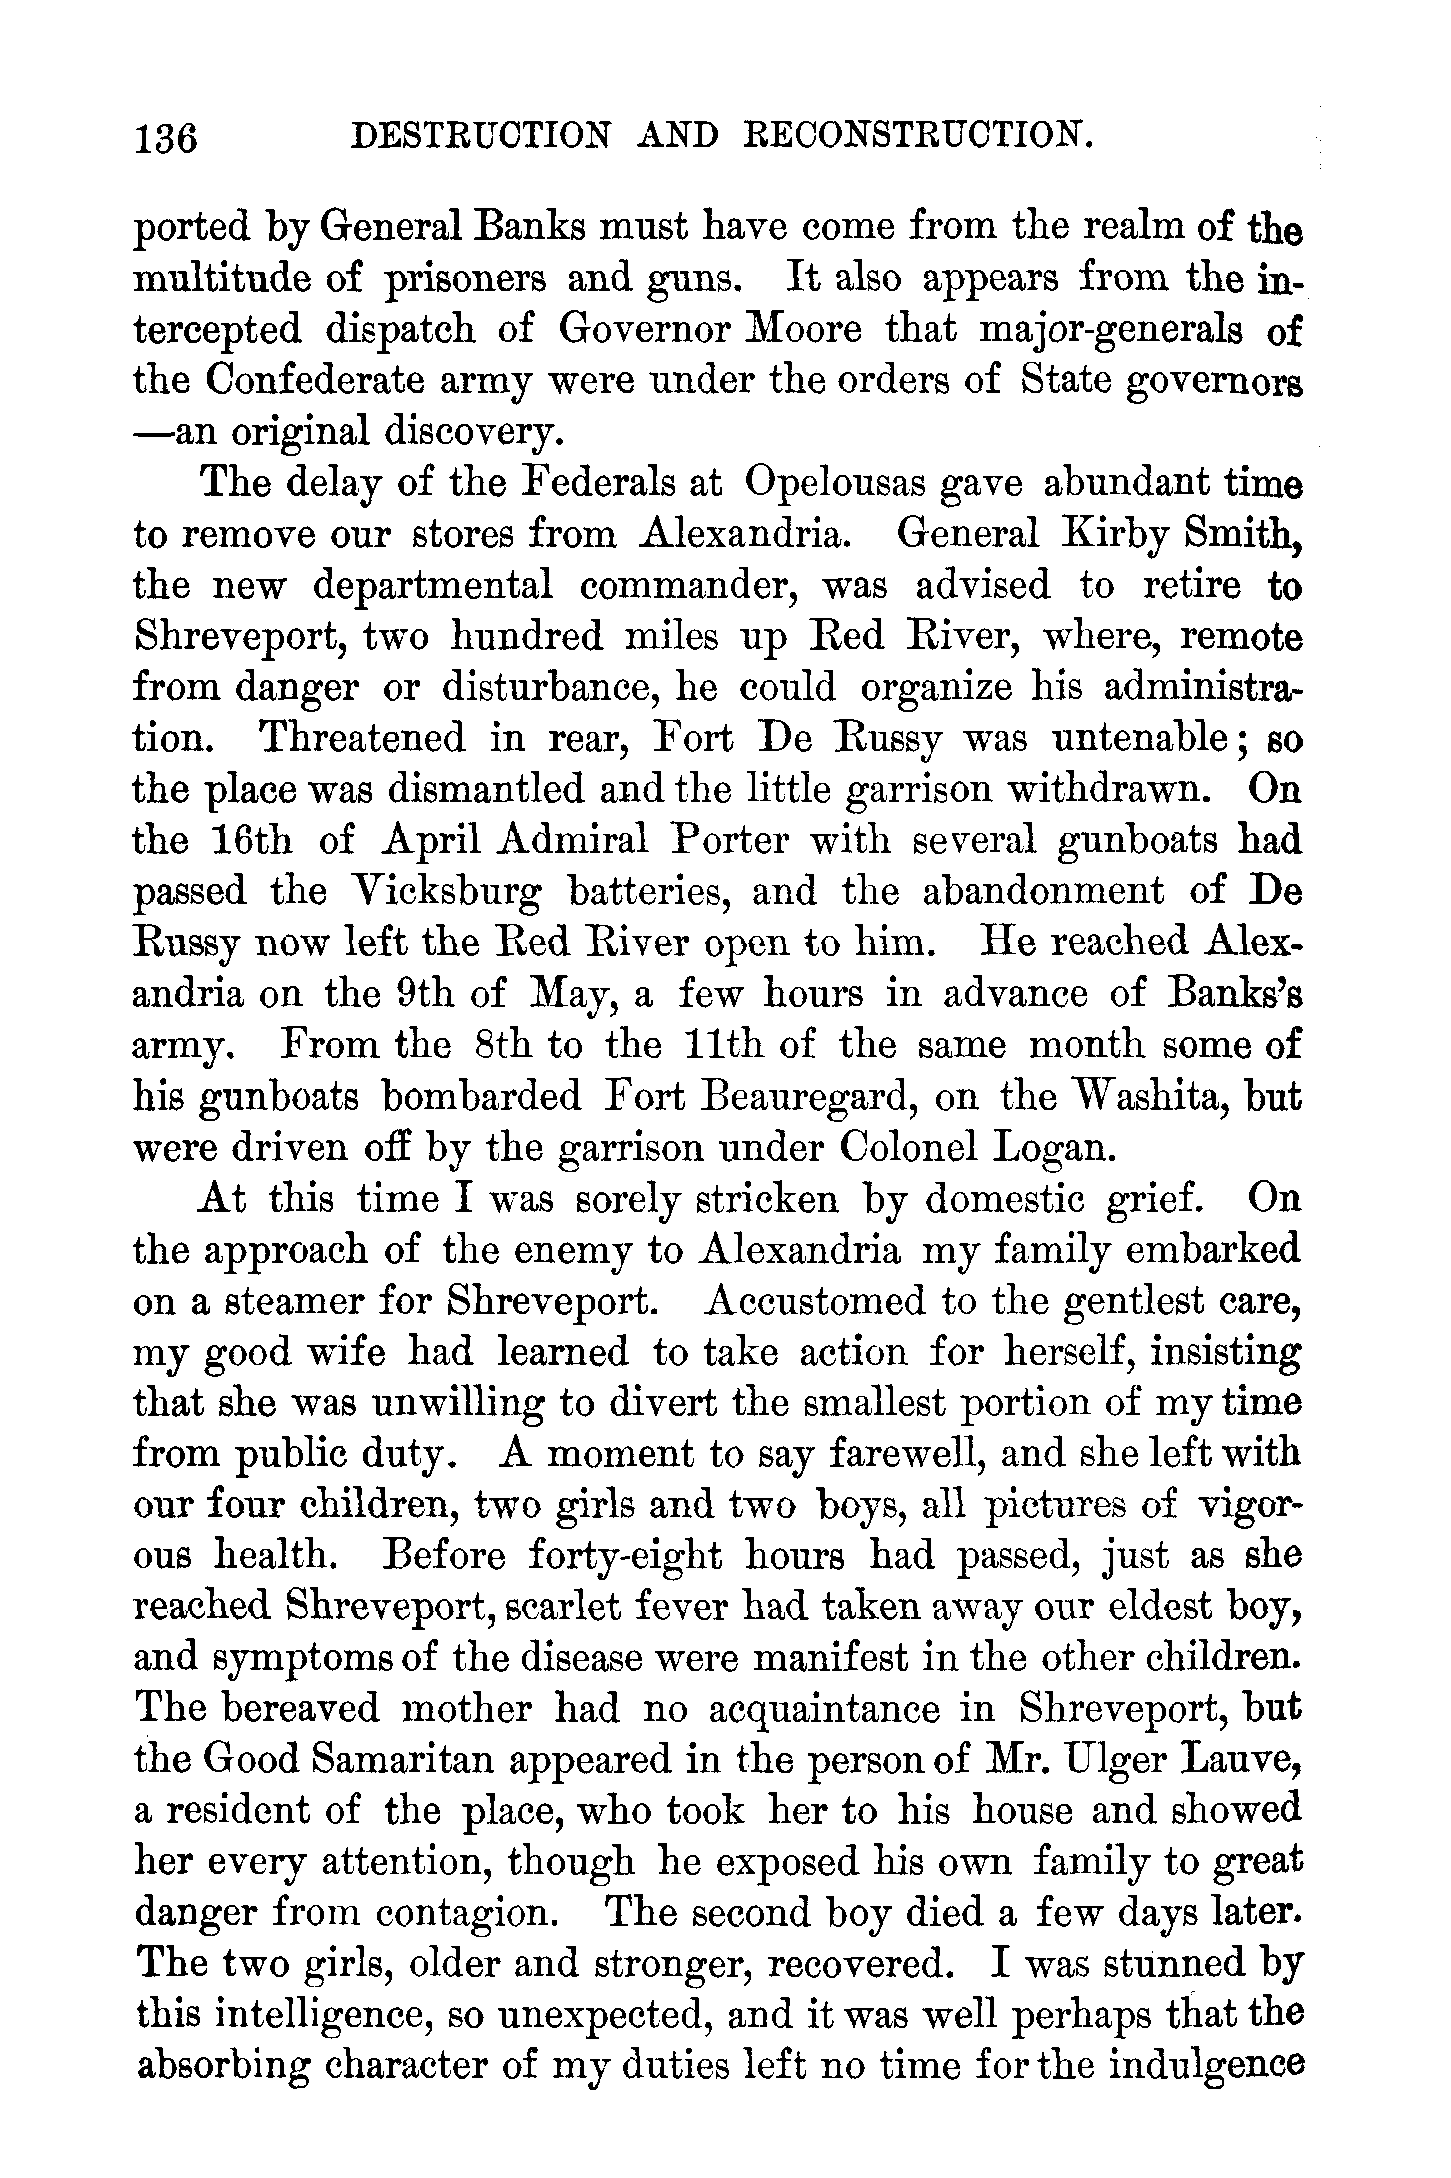 136 DESTRUCTION AND RECONSTRUCTION.
ported by General Banks must have come from the realm of the
multitude of prisoners and guns. It also appears from the in-
tercepted dispatch of Governor Moore that major-generals of
the Confederate army were under the orders of State governors
—an original discovery.
The delay of the Federals at Opelousas gave abundant time
to remove our stores from Alexandria. General Kirby Smith,
the new departmental commander, was advised to retire to
Shreveport, two hundred miles up Red River, where, remote
from danger or disturbance, he could organize his administra-
tion. Threatened in rear, Fort De Russy was untenable; so
the place was dismantled and the little garrison withdrawn. On
the 16th of April Admiral Porter with several gunboats had
passed the Vicksburg batteries, and the abandonment of De
Russy now left the Red River open to him. He reached Alex-
andria on the 9th of May, a few hours in advance of Banks's
army. From the 8th to the 11th of the same month some of
his gunboats bombarded Fort Beauregard, on the Washita, but
were driven off by the garrison under Colonel Logan.
At this time I was sorely stricken by domestic grief. On
the approach of the enemy to Alexandria my family embarked
on a steamer for Shreveport. Accustomed to the gentlest care,
my good wife had learned to take action for herself, insisting
that she was unwilling to divert the smallest portion of my time
from public duty. A moment to say farewell, and she left with
our four children, two girls and two boys, all pictures of vigor-
ous health. Before forty-eight hours had passed, just as she
reached Shreveport, scarlet fever had taken away our eldest boy,
and symptoms of the disease were manifest in the other children.
The bereaved mother had no acquaintance in Shreveport, but
the Good Samaritan appeared in the person of Mr. Ulger Lauve,
a resident of the place, who took her to his house and showed
her every attention, though he exposed his own family to great
danger from contagion. The second boy died a few days later.
The two girls, older and stronger, recovered. I was stunned by
this intelligence, so unexpected, and it was well perhaps that the
absorbing character of my duties left no time for the indulgence